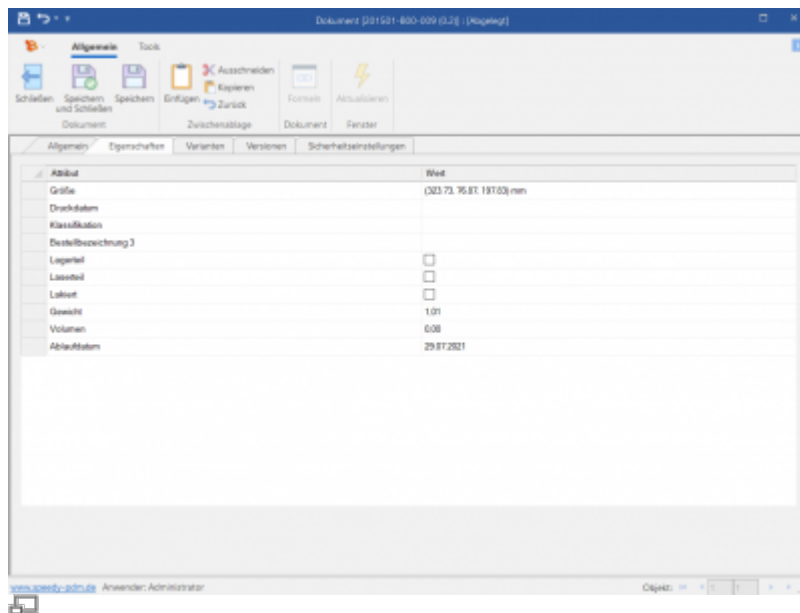 Dokument [201501-800-009 (0.2)] : (Abgelegt)
Allgemein Tools
Schließen Speichern und Schließen Speichern Einfügen Ausschneiden Kopieren Zurück Formeln Aktualisieren
Dokument Zwischenablage Dokument Fenster
Allgemein Eigenschaften Varianten Versionen Sicherheitseinstellungen
Attribut Wert
Größe (323.73, 76.87, 197.83) mm
Druckdatum
Klassifikation
Bestellbezeichnung 3
Lagerteil
Laserteil
Lakiert
Gewicht 1,01
Volumen 0,00
Ablaufdatum 29.07.2021
www.speedy-pdm.de Anwender: Administrator Objekt: